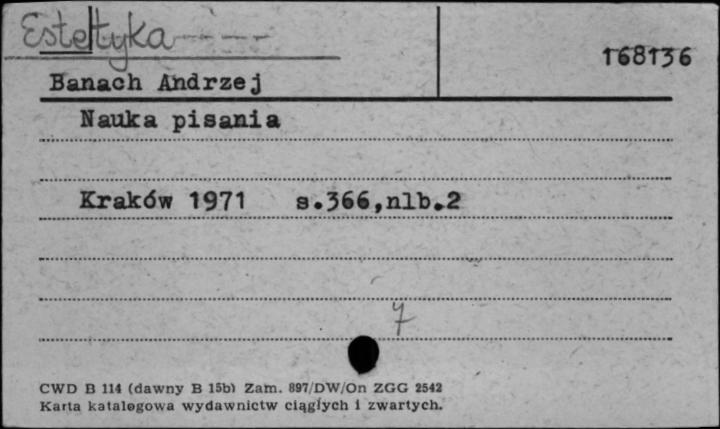 Estetyka
168136
Banach Andrzej
Nauka pisania
Kraków 1971 s.366,nlb.2
7
CWD B 114 (dawny B 15b) Zam. 897/DW/On ZGG 2542
Karta katalogowa wydawnictw ciągłych i zwartych.